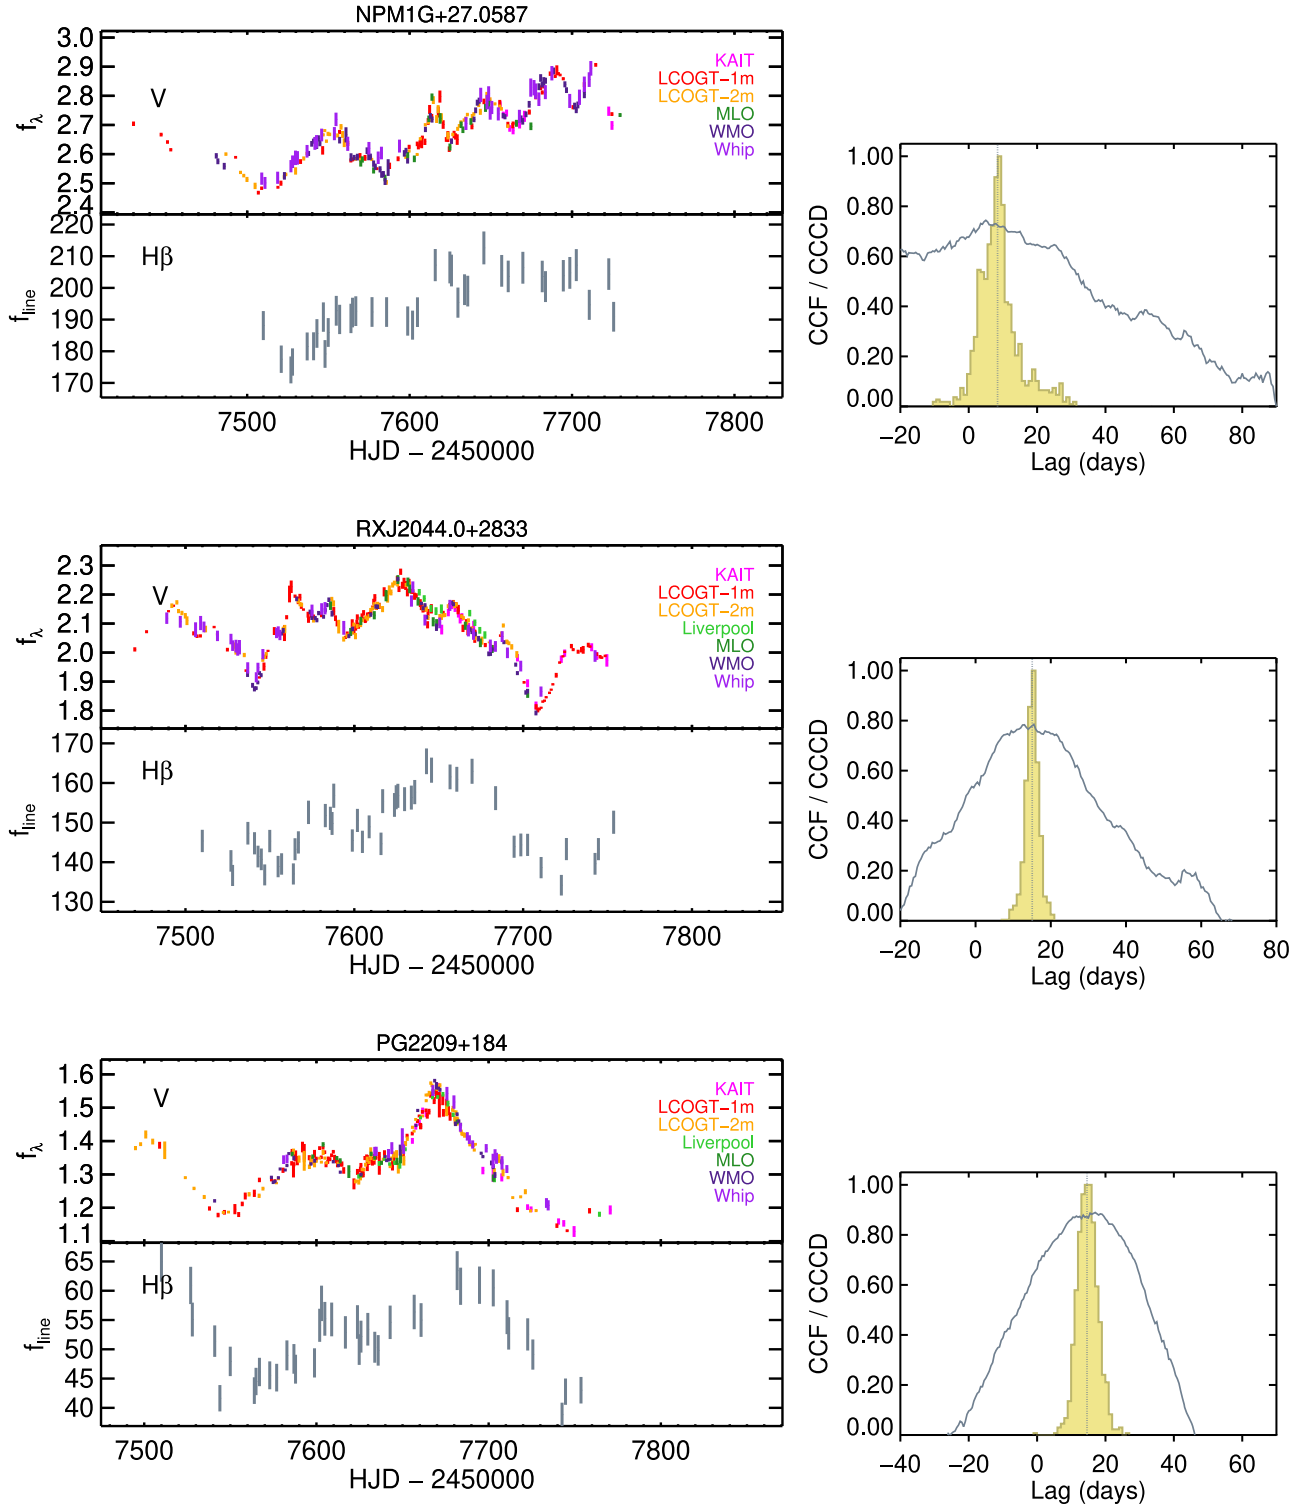 NPM1G+27.0587
3.0
2.9
2.8
2.7
2.6
2.5
2.4
fλ
V
KAIT
LCOGT−1m
LCOGT−2m
MLO
WMO
Whip
220
210
200
190
180
170
fline
Hβ
7500 7600 7700 7800
HJD − 2450000
1.00
0.80
0.60
0.40
0.20
0.00
CCF / CCCD
−20 0 20 40 60 80
Lag (days)
RXJ2044.0+2833
2.3
2.2
2.1
2.0
1.9
1.8
fλ
V
KAIT
LCOGT−1m
LCOGT−2m
Liverpool
MLO
WMO
Whip
170
160
150
140
130
fline
Hβ
7500 7600 7700 7800
HJD − 2450000
1.00
0.80
0.60
0.40
0.20
0.00
CCF / CCCD
−20 0 20 40 60 80
Lag (days)
PG2209+184
1.6
1.5
1.4
1.3
1.2
1.1
fλ
V
KAIT
LCOGT−1m
LCOGT−2m
Liverpool
MLO
WMO
Whip
65
60
55
50
45
40
fline
Hβ
7500 7600 7700 7800
HJD − 2450000
1.00
0.80
0.60
0.40
0.20
0.00
CCF / CCCD
−40 −20 0 20 40 60
Lag (days)